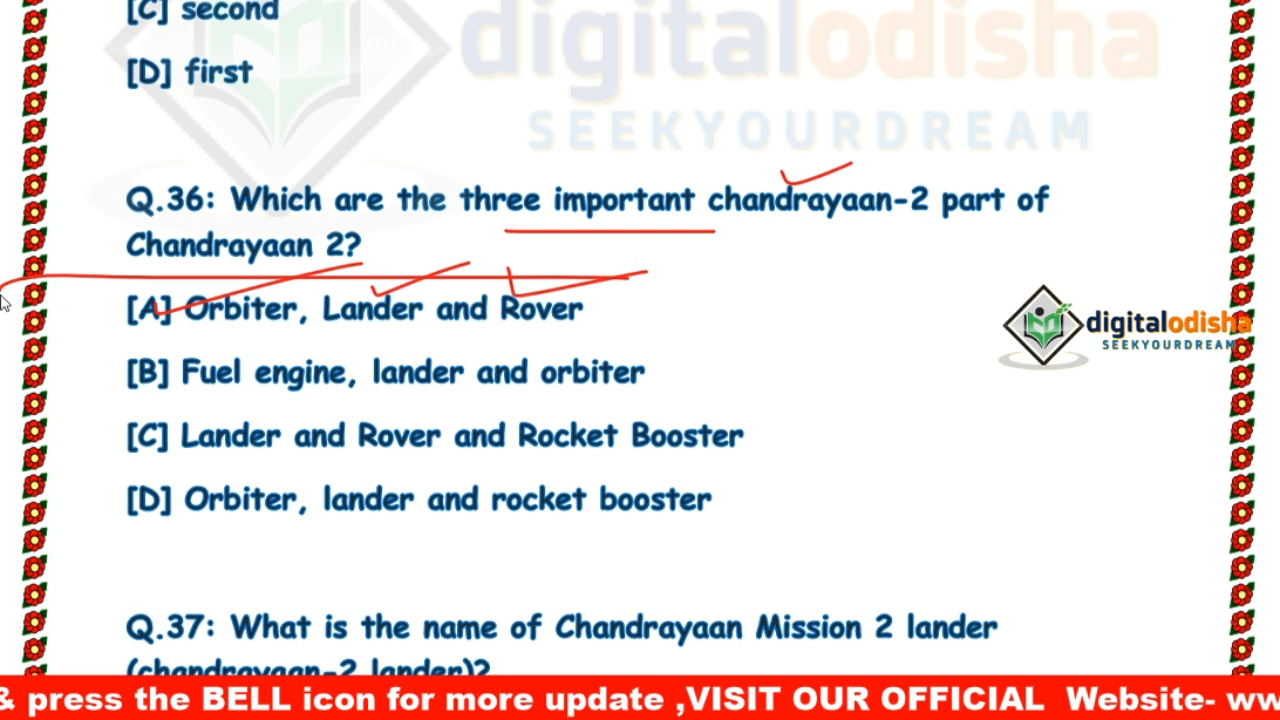 [C] second
[D] first
digitalodisha
SEEKYOURDREAM
Q.36: Which are the three important chandrayaan-2 part of
Chandrayaan 2?
[A] Orbiter, Lander and Rover
digitalodisha
SEEKYOURDREAM
[B] Fuel engine, lander and orbiter
[C] Lander and Rover and Rocket Booster
[D] Orbiter, lander and rocket booster
Q.37: What is the name of Chandrayaan Mission 2 lander
(chandrayaan-2 lander)?
& press the BELL icon for more update ,VISIT OUR OFFICIAL Website- ww